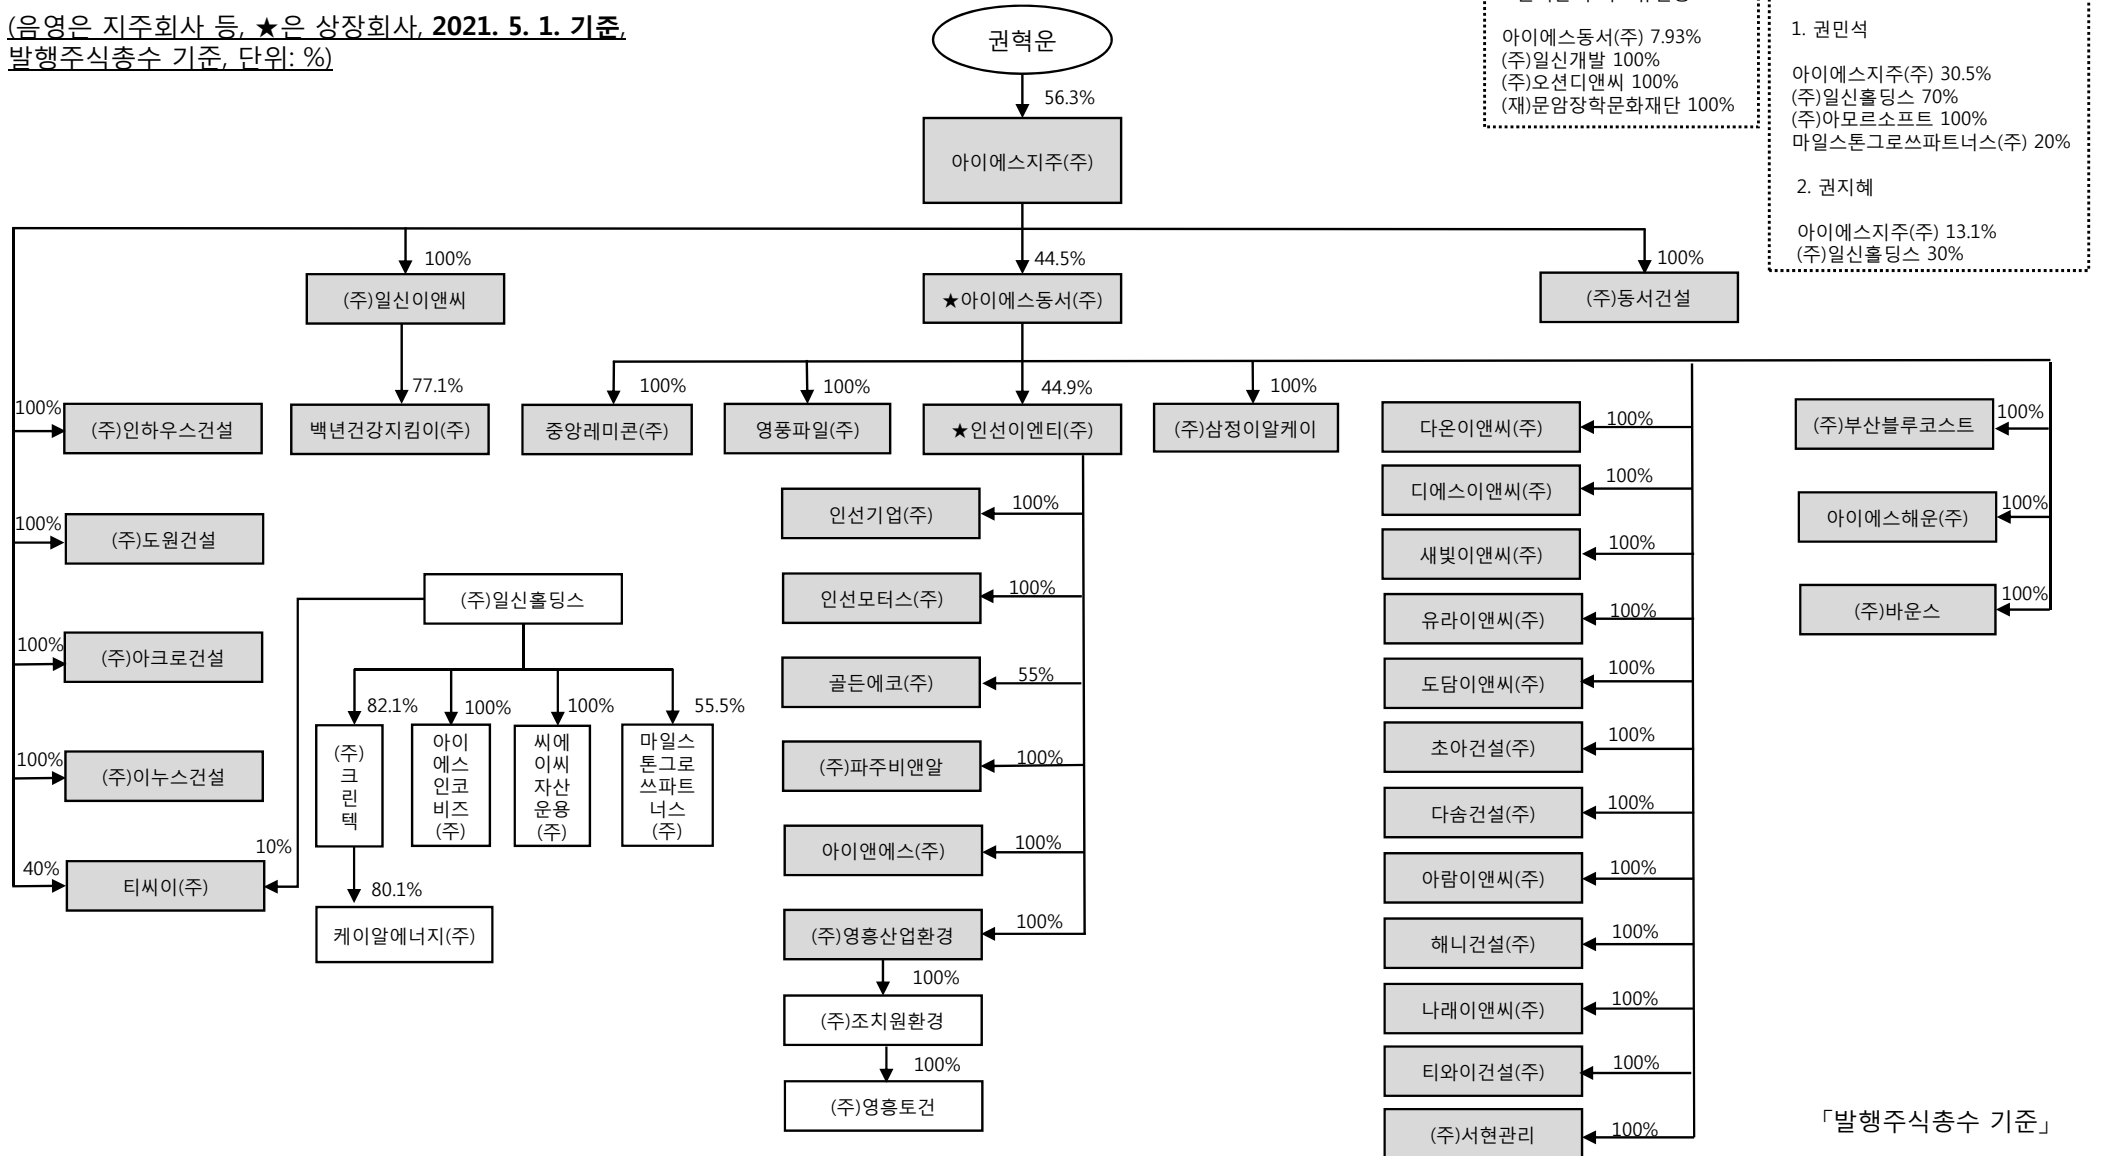 (음영은 지주회사 등, ★은 상장회사, 2021. 5. 1. 기준,
발행주식총수 기준, 단위: %)
권혁운
아이에스동서(주) 7.93%
(주)일신개발 100%
(주)오션디앤씨 100%
(재)문암장학문화재단 100%
1. 권민석
아이에스지주(주) 30.5%
(주)일신홀딩스 70%
(주)아모르소프트 100%
마일스톤그로쓰파트너스(주) 20%
2. 권지혜
아이에스지주(주) 13.1%
(주)일신홀딩스 30%
56.3%
아이에스지주(주)
100%
44.5%
100%
(주)일신이앤씨
★아이에스동서(주)
(주)동서건설
77.1%
100%
100%
44.9%
100%
100%
(주)인하우스건설
백년건강지킴이(주)
중앙레미콘(주)
영풍파일(주)
★인선이엔티(주)
(주)삼정이알케이
다온이앤씨(주)
100%
(주)부산블루코스트
100%
디에스이앤씨(주)
100%
인선기업(주)
100%
아이에스해운(주)
100%
100%
(주)도원건설
새빛이앤씨(주)
100%
(주)일신홀딩스
인선모터스(주)
100%
유라이앤씨(주)
100%
(주)바운스
100%
100%
(주)아크로건설
골든에코(주)
55%
도담이앤씨(주)
100%
82.1%
100%
100%
55.5%
(주)
크
린
텍
아이
에스
인코
비즈
(주)
씨에
이씨
자산
운용
(주)
마일스
톤그로
쓰파트
너스
(주)
초아건설(주)
100%
100%
(주)이누스건설
(주)파주비앤알
100%
다솜건설(주)
100%
10%
아이앤에스(주)
100%
40%
티씨이(주)
80.1%
아람이앤씨(주)
100%
케이알에너지(주)
(주)영흥산업환경
100%
해니건설(주)
100%
100%
(주)조치원환경
나래이앤씨(주)
100%
100%
(주)영흥토건
티와이건설(주)
100%
(주)서현관리
100%
「발행주식총수 기준」